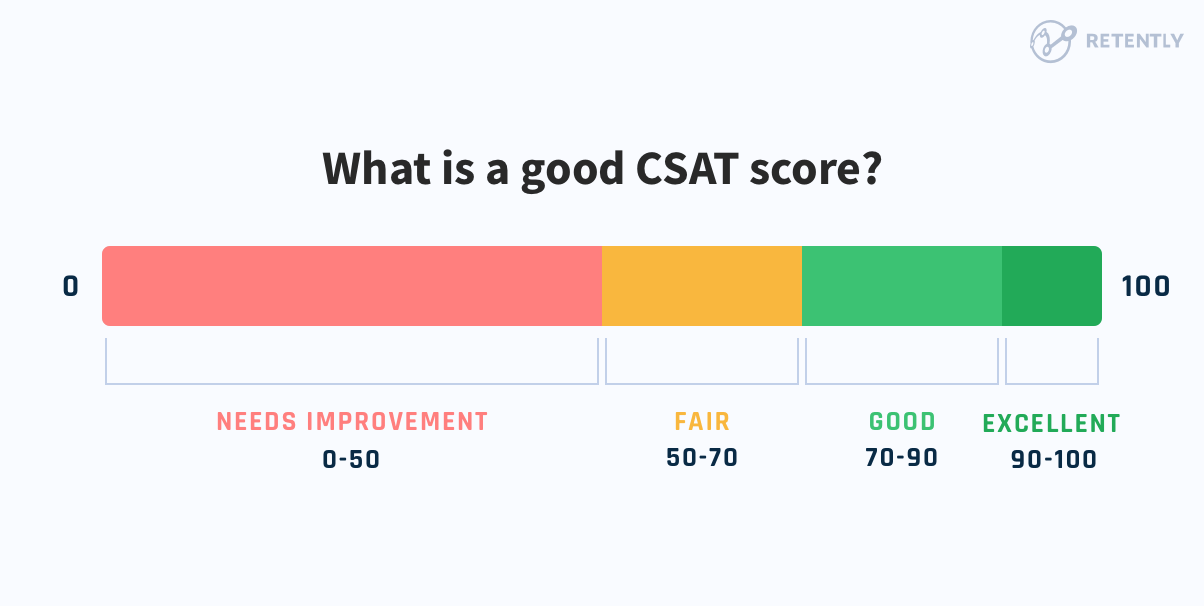 RETENTLY
What is a good CSAT score?
0
100
NEEDS IMPROVEMENT
0-50
FAIR
50-70
GOOD
70-90
EXCELLENT
90-100